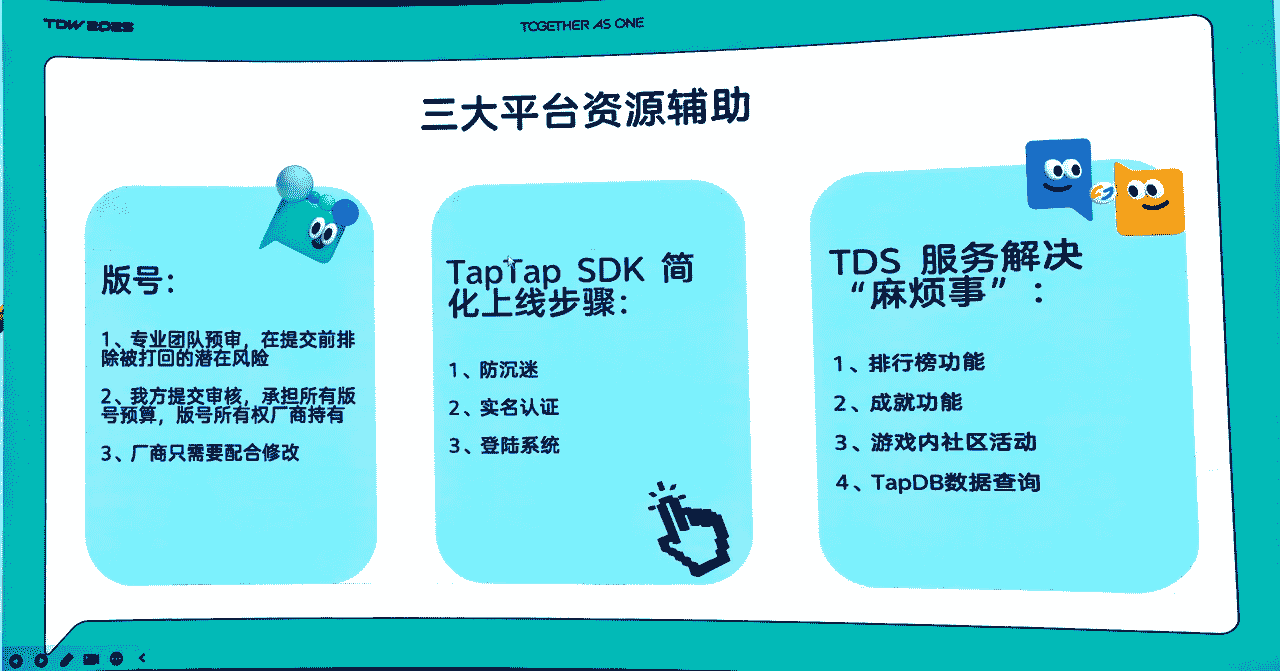 TDW 2025
TOGETHER AS ONE
三大平台资源辅助
版号:
1、专业团队预审，在提交前排
除被打回的潜在风险
2、我方提交审核，承担所有版
号预算，版号所有权厂商持有
3、厂商只需要配合修改
TapTap SDK 简
化上线步骤:
1、防沉迷
2、实名认证
3、登陆系统
TDS 服务解决
“麻烦事”:
1、排行榜功能
2、成就功能
3、游戏内社区活动
4、TapDB数据查询